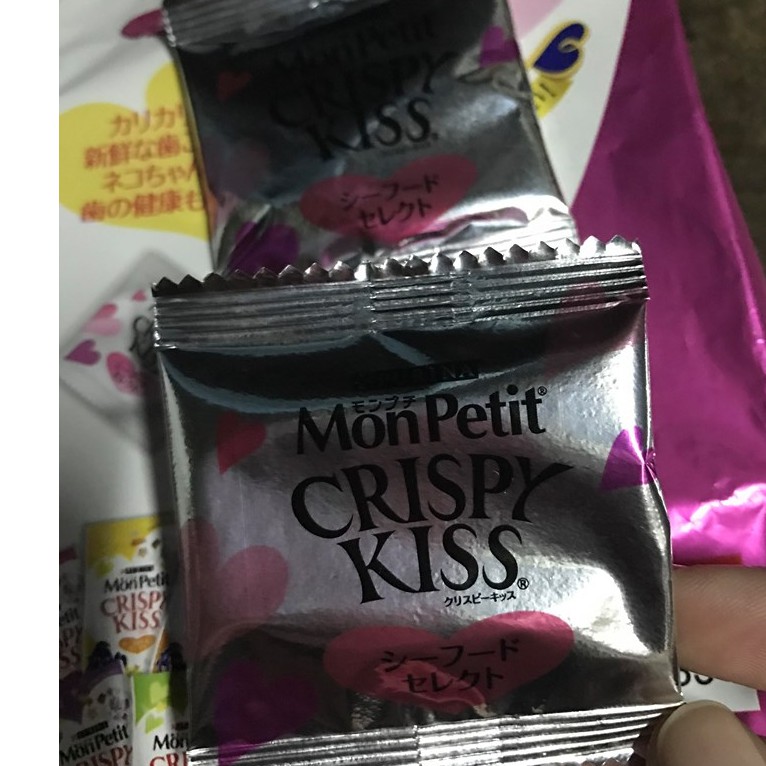 MonPetit
CRISPY
KISS
シーフード
セレクト
カリカリ
新鮮な歯
ネコちゃん
歯の健康も
PURINA
モンプチ
MonPetit®
CRISPY
KISS®
クリスピーキッス
シーフード
セレクト
MonPetit
CRISPY
KISS
MonPetit
CRISPY
Mon